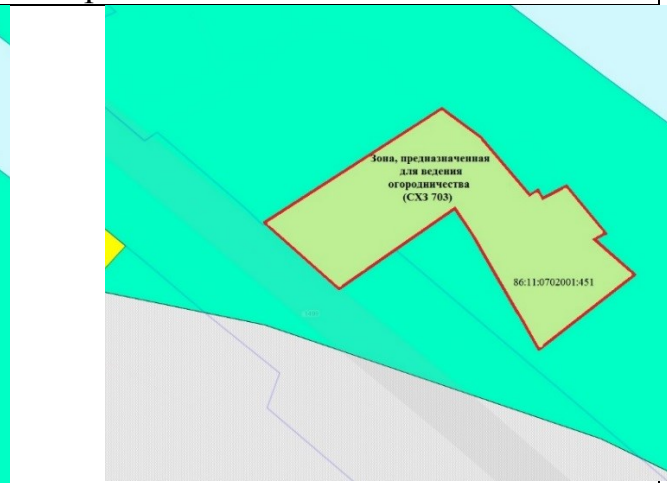 Зона, предназначенная
для ведения
огородничества
(СХЗ 703)
86:11:0702001:451